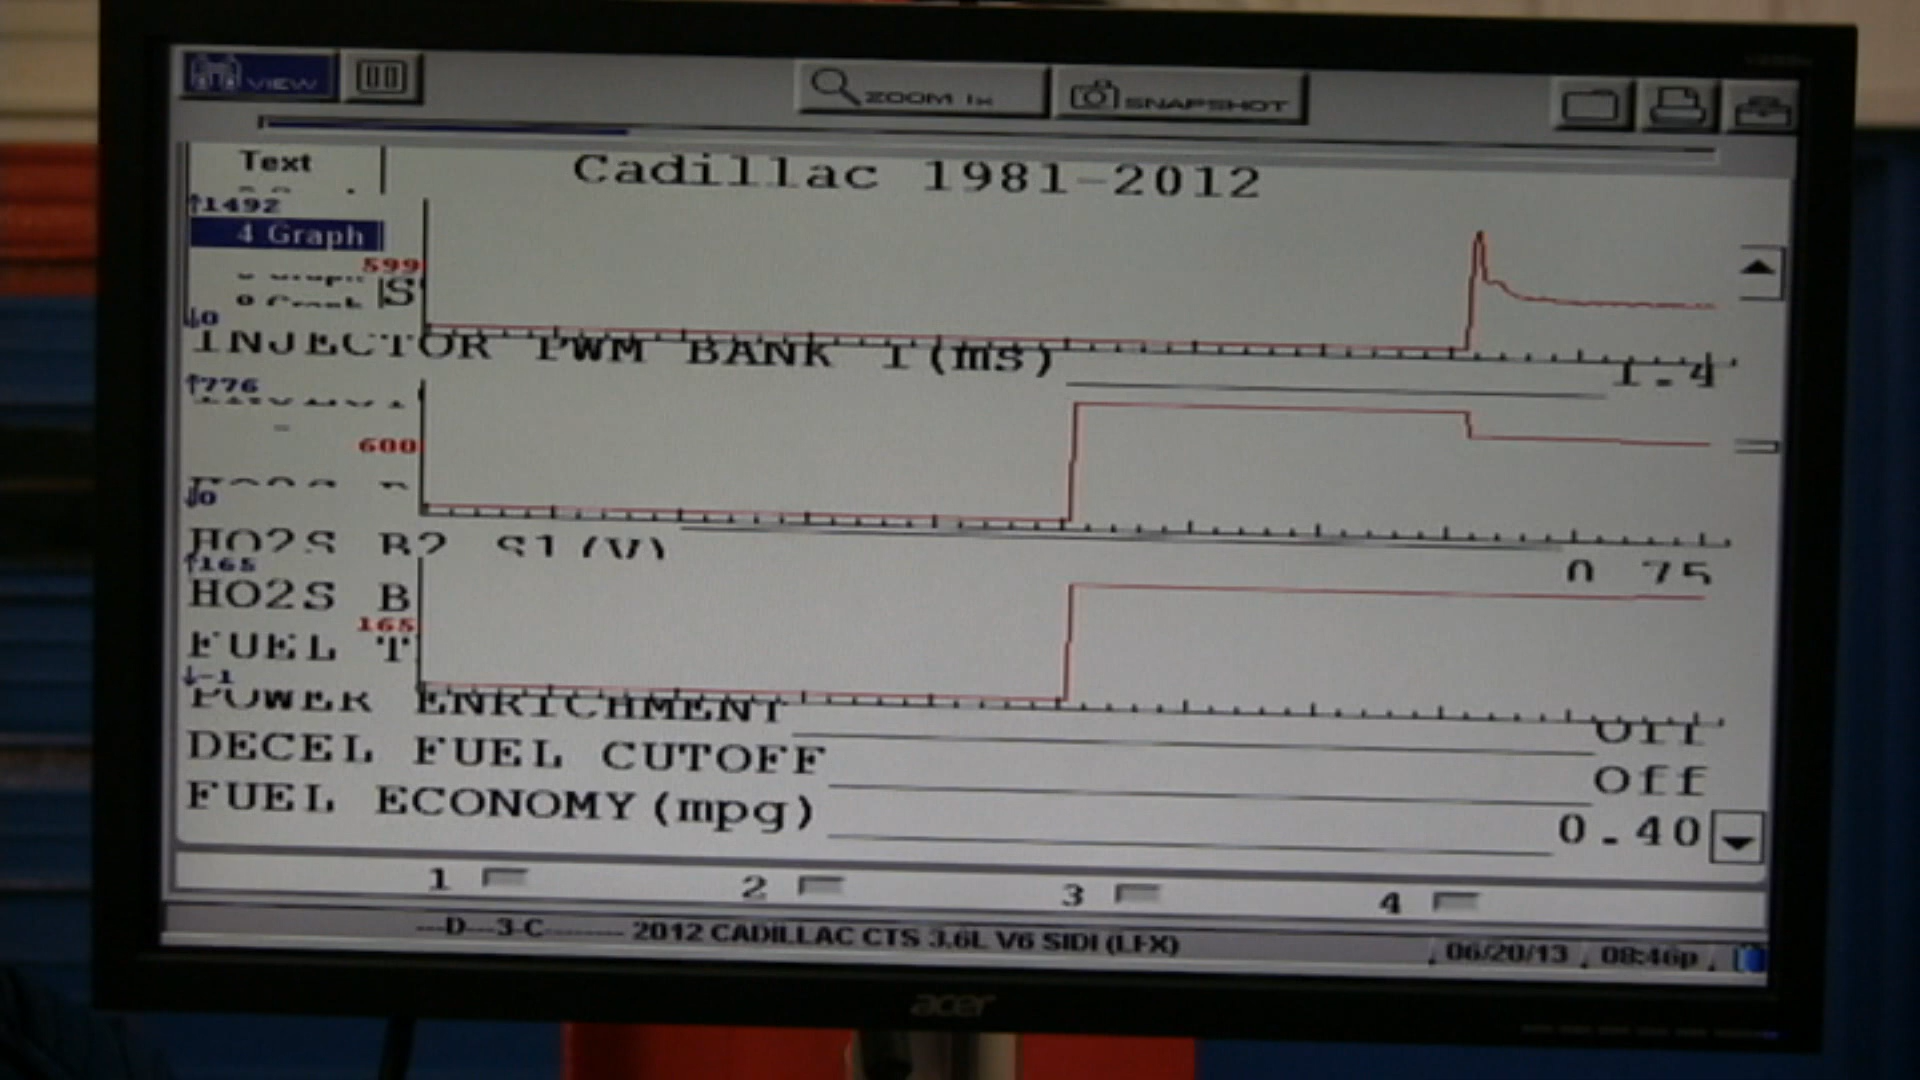 VIEW
ZOOM 1x
SNAPSHOT
Text
Cadillac 1981-2012
↑1492
4 Graph
599
S
↓0
INJECTOR PWM BANK 1(ms)
1.4
↑776
600
↓0
HO2S B2 S1(V)
0.75
↑165
HO2S B
165
FUEL T
↓-1
POWER ENRICHMENT
Off
DECEL FUEL CUTOFF
Off
FUEL ECONOMY(mpg)
0.40
1 2 3 4
---D---3-C-------- 2012 CADILLAC CTS 3.6L V6 SIDI (LFX)
06/20/13 , 08:46p
acer